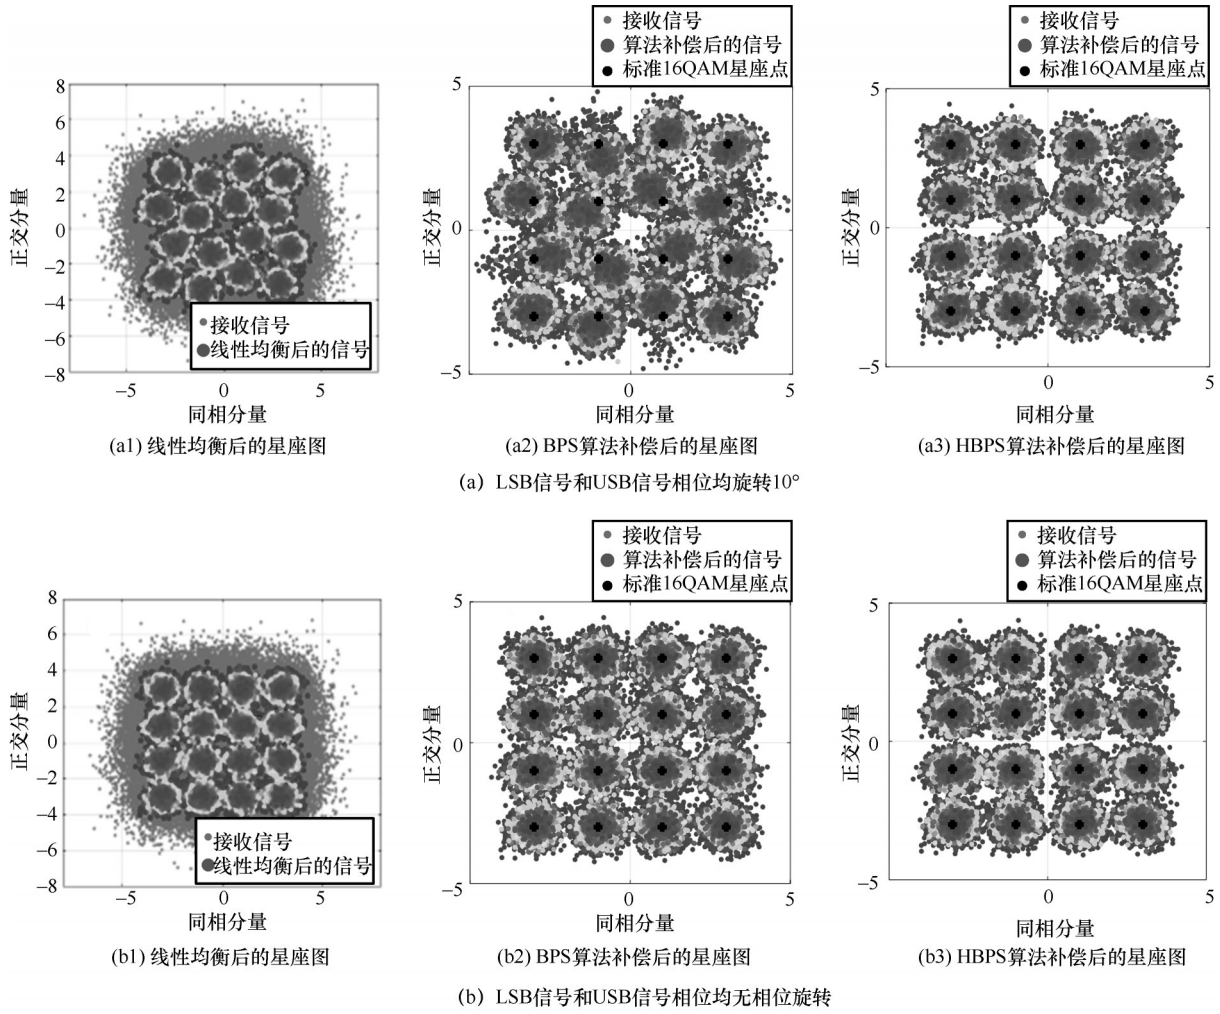 接收信号
算法补偿后的信号
标准16QAM星座点
接收信号
算法补偿后的信号
标准16QAM星座点
8
6
4
2
0
−2
−4
−6
−8
正交分量
接收信号
线性均衡后的信号
−5
0
5
同相分量
(a1) 线性均衡后的星座图
5
0
−5
正交分量
0
5
同相分量
(a2) BPS算法补偿后的星座图
5
0
−5
正交分量
0
5
同相分量
(a3) HBPS算法补偿后的星座图
(a) LSB信号和USB信号相位均旋转10°
接收信号
算法补偿后的信号
标准16QAM星座点
接收信号
算法补偿后的信号
标准16QAM星座点
8
6
4
2
0
−2
−4
−6
−8
正交分量
接收信号
线性均衡后的信号
−5
0
5
同相分量
(b1) 线性均衡后的星座图
5
0
−5
正交分量
0
5
同相分量
(b2) BPS算法补偿后的星座图
5
0
−5
正交分量
0
5
同相分量
(b3) HBPS算法补偿后的星座图
(b) LSB信号和USB信号相位均无相位旋转